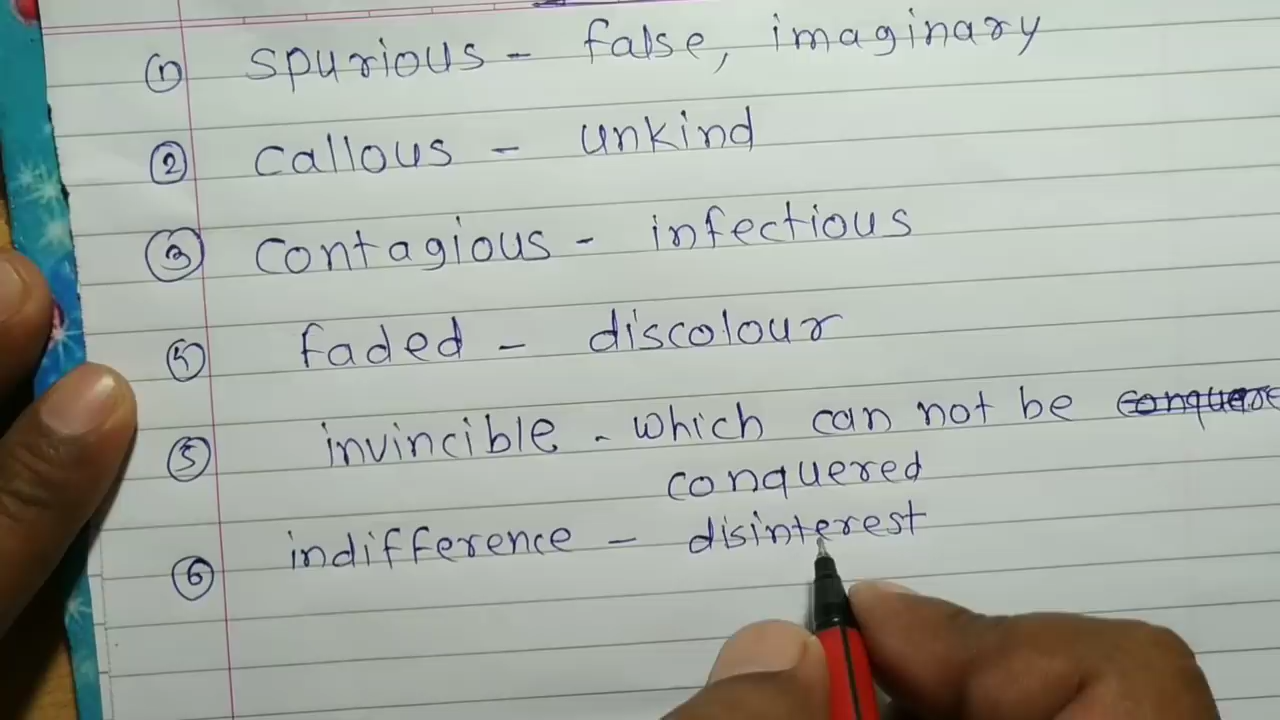 ① spurious - false, imaginary
② callous - unkind
③ contagious - infectious
④ faded - discolour
⑤ invincible - which can not be conquere
conquered
⑥ indifference - disinterest